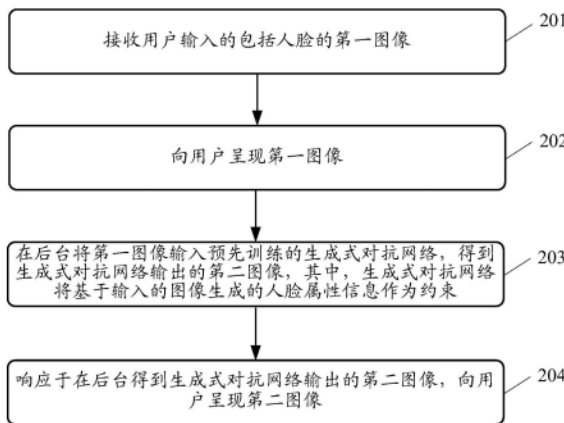 接收用户输入的包括人脸的第一图像
201
向用户呈现第一图像
202
在后台将第一图像输入预先训练的生成式对抗网络，得到
生成式对抗网络输出的第二图像，其中，生成式对抗网络
将基于输入的图像生成的人脸属性信息作为约束
203
响应于在后台得到生成式对抗网络输出的第二图像，向用
户呈现第二图像
204